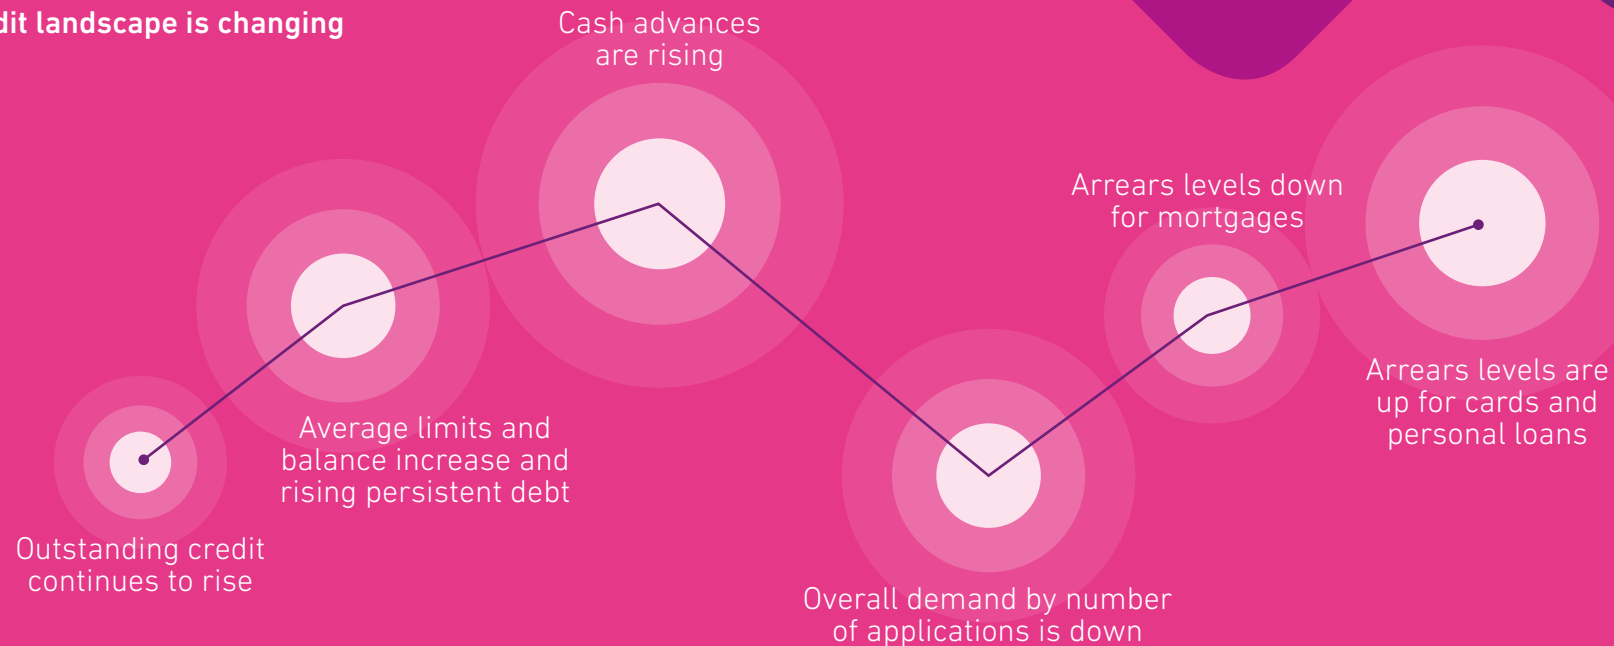 landscape is changing
Cash advances
are rising
Arrears levels down
for mortgages
Arrears levels are
up for cards and
personal loans
Average limits and
balance increase and
rising persistent debt
Outstanding credit
continues to rise
Overall demand by number
of applications is down